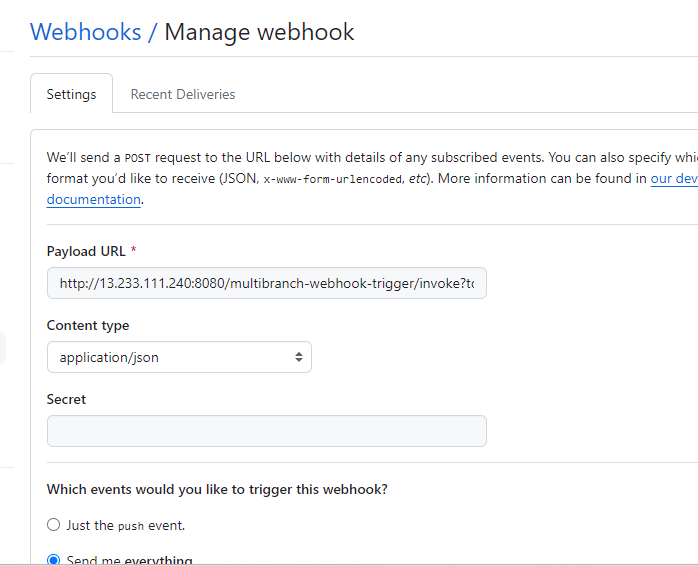 Webhooks / Manage webhook
Settings
Recent Deliveries
We'll send a POST request to the URL below with details of any subscribed events. You can also specify
format you'd like to receive (JSON, x-www-form-urlencoded, etc). More information can be found in our dev
documentation.
Payload URL *
http://13.233.111.240:8080/multibranch-webhook-trigger/invoke?to
Content type
application/json
Secret
Which events would you like to trigger this webhook?
Just the push event.
Send me everything